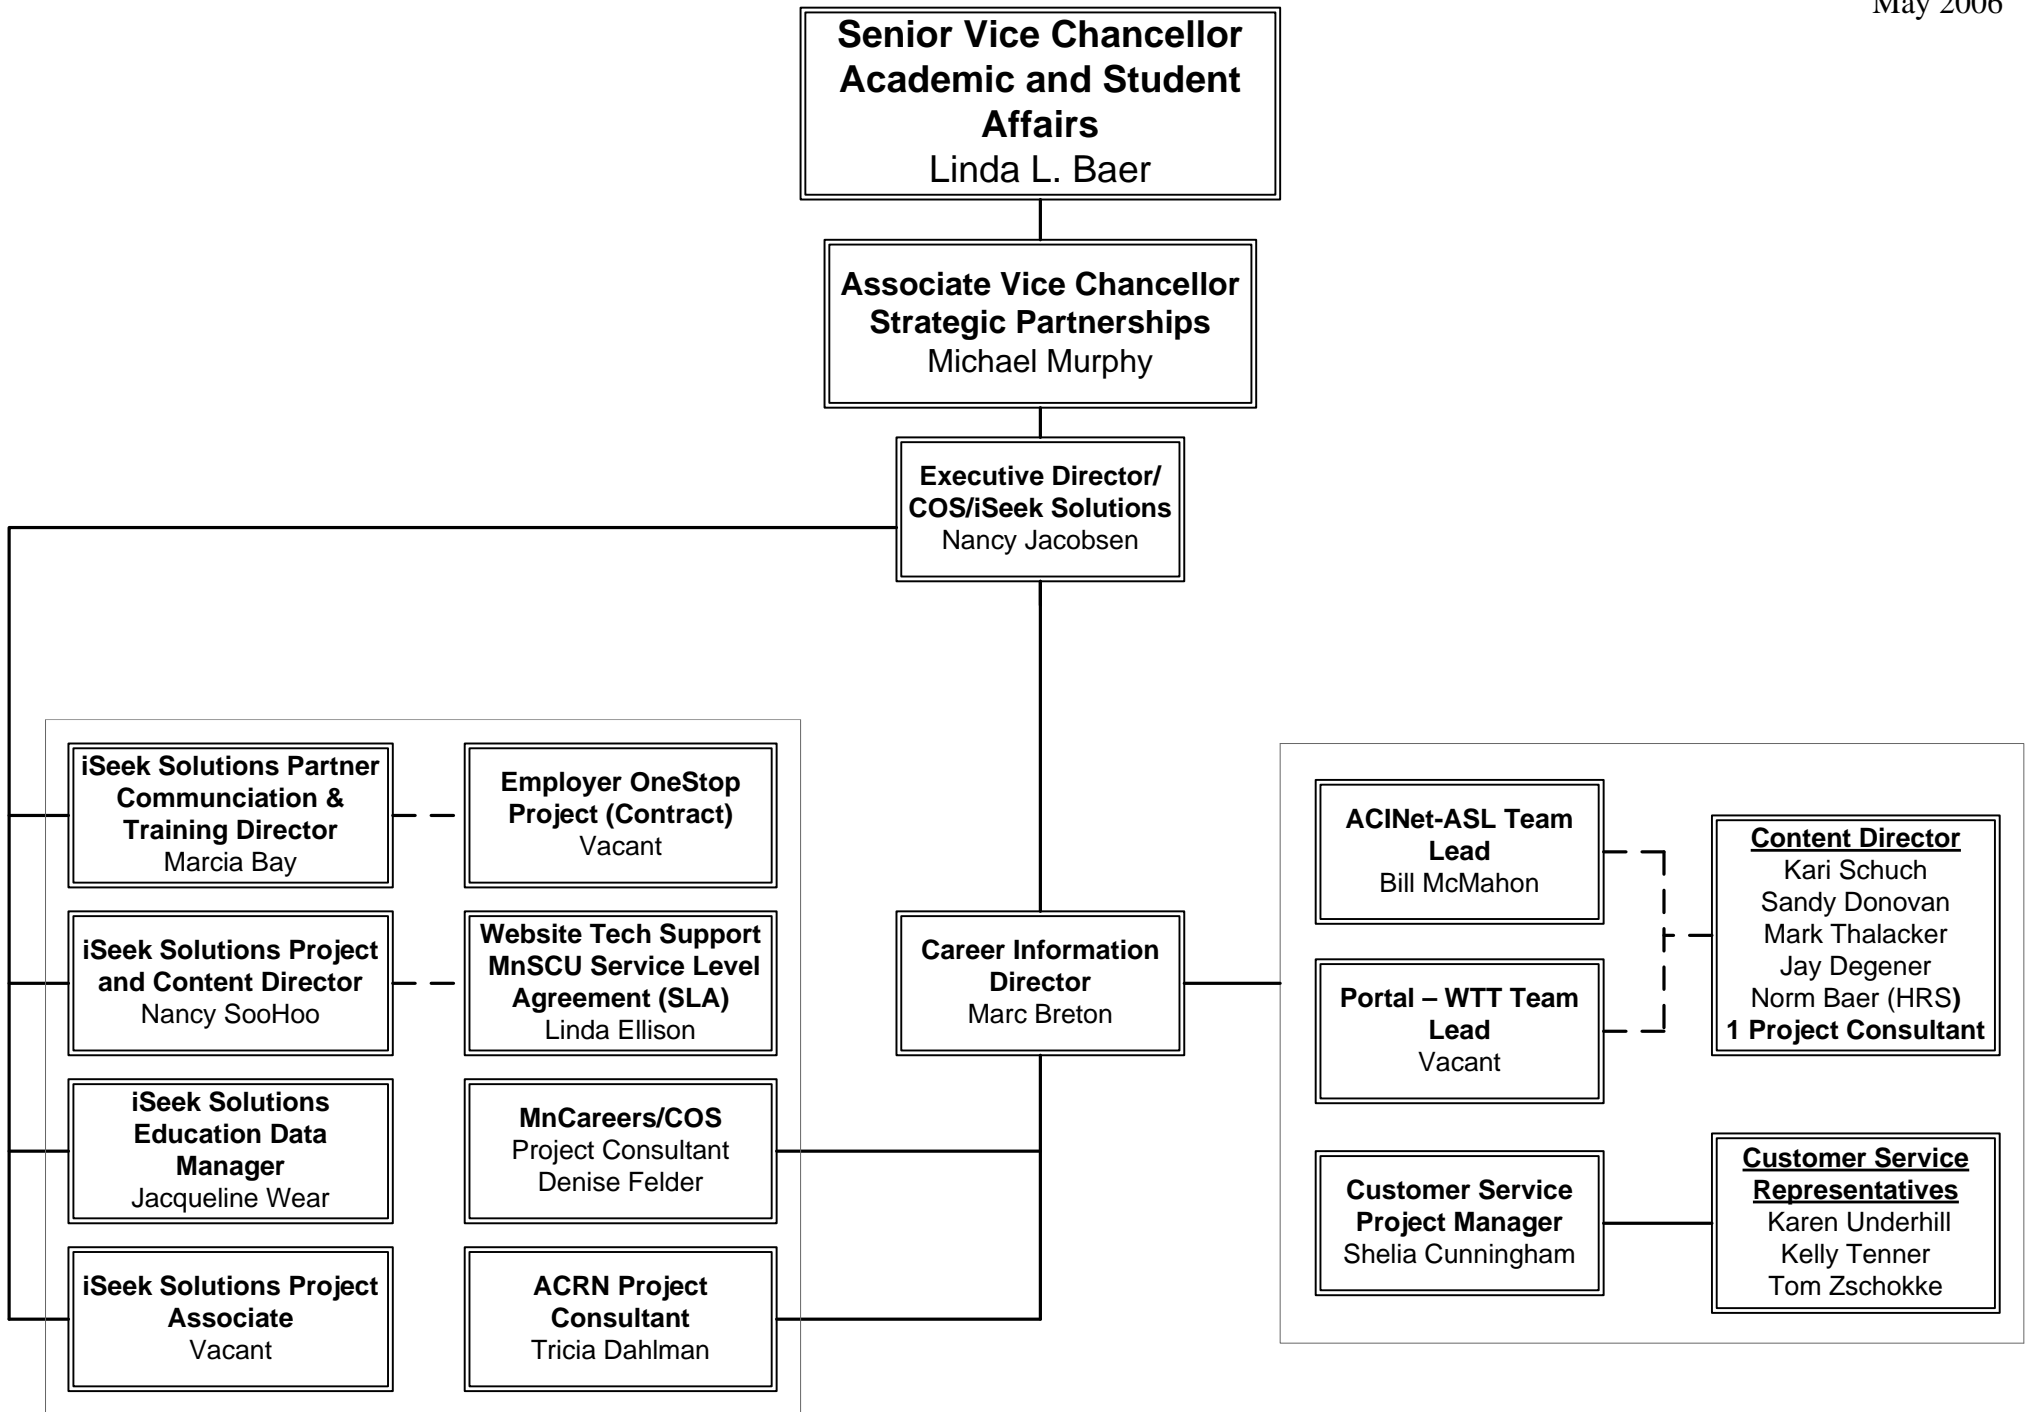 May 2006
Senior Vice Chancellor
Academic and Student
Affairs
Linda L. Baer
Associate Vice Chancellor
Strategic Partnerships
Michael Murphy
Executive Director/
COS/iSeek Solutions
Nancy Jacobsen
iSeek Solutions Partner
Communciation &
Training Director
Marcia Bay
Employer OneStop
Project (Contract)
Vacant
iSeek Solutions Project
and Content Director
Nancy SooHoo
Website Tech Support
MnSCU Service Level
Agreement (SLA)
Linda Ellison
iSeek Solutions
Education Data
Manager
Jacqueline Wear
MnCareers/COS
Project Consultant
Denise Felder
iSeek Solutions Project
Associate
Vacant
ACRN Project
Consultant
Tricia Dahlman
Career Information
Director
Marc Breton
ACINet-ASL Team
Lead
Bill McMahon
Portal – WTT Team
Lead
Vacant
Content Director
Kari Schuch
Sandy Donovan
Mark Thalacker
Jay Degener
Norm Baer (HRS)
1 Project Consultant
Customer Service
Project Manager
Shelia Cunningham
Customer Service
Representatives
Karen Underhill
Kelly Tenner
Tom Zschokke